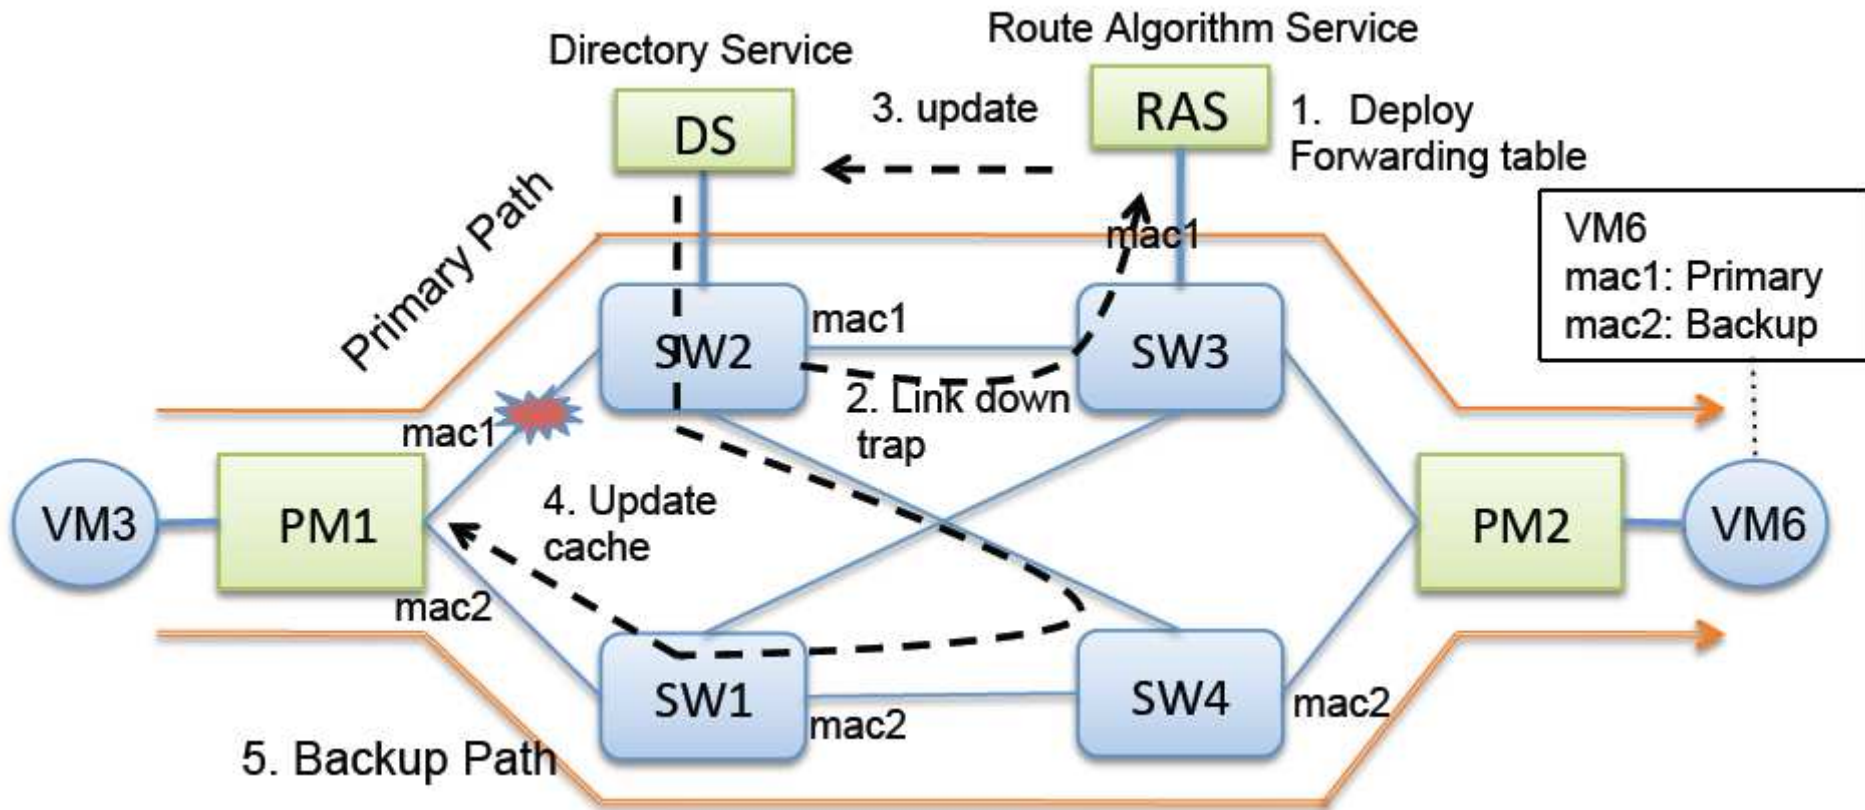 Directory Service
Route Algorithm Service
DS
3. update
RAS
1. Deploy
Forwarding table
Primary Path
mac1
VM6
mac1: Primary
mac2: Backup
SW2
mac1
SW3
mac1
2. Link down
trap
VM3
PM1
4. Update
cache
PM2
VM6
mac2
SW1
mac2
SW4
mac2
5. Backup Path